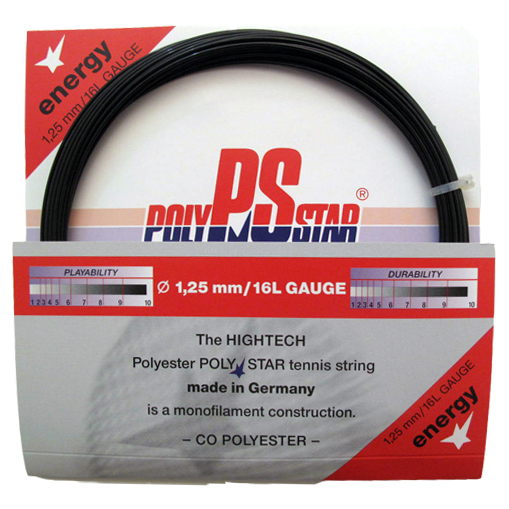 energy
1,25 mm/16L GAUGE
PS
POLY STAR ®
PLAYABILITY
1 2 3 4 5 6 7 8 9 10
Ø 1,25 mm/16L GAUGE
DURABILITY
1 2 3 4 5 6 7 8 9 10
The HIGHTECH
Polyester POLY STAR tennis string
made in Germany
is a monofilament construction.
– CO POLYESTER –
1,25 mm/16L GAUGE
energy